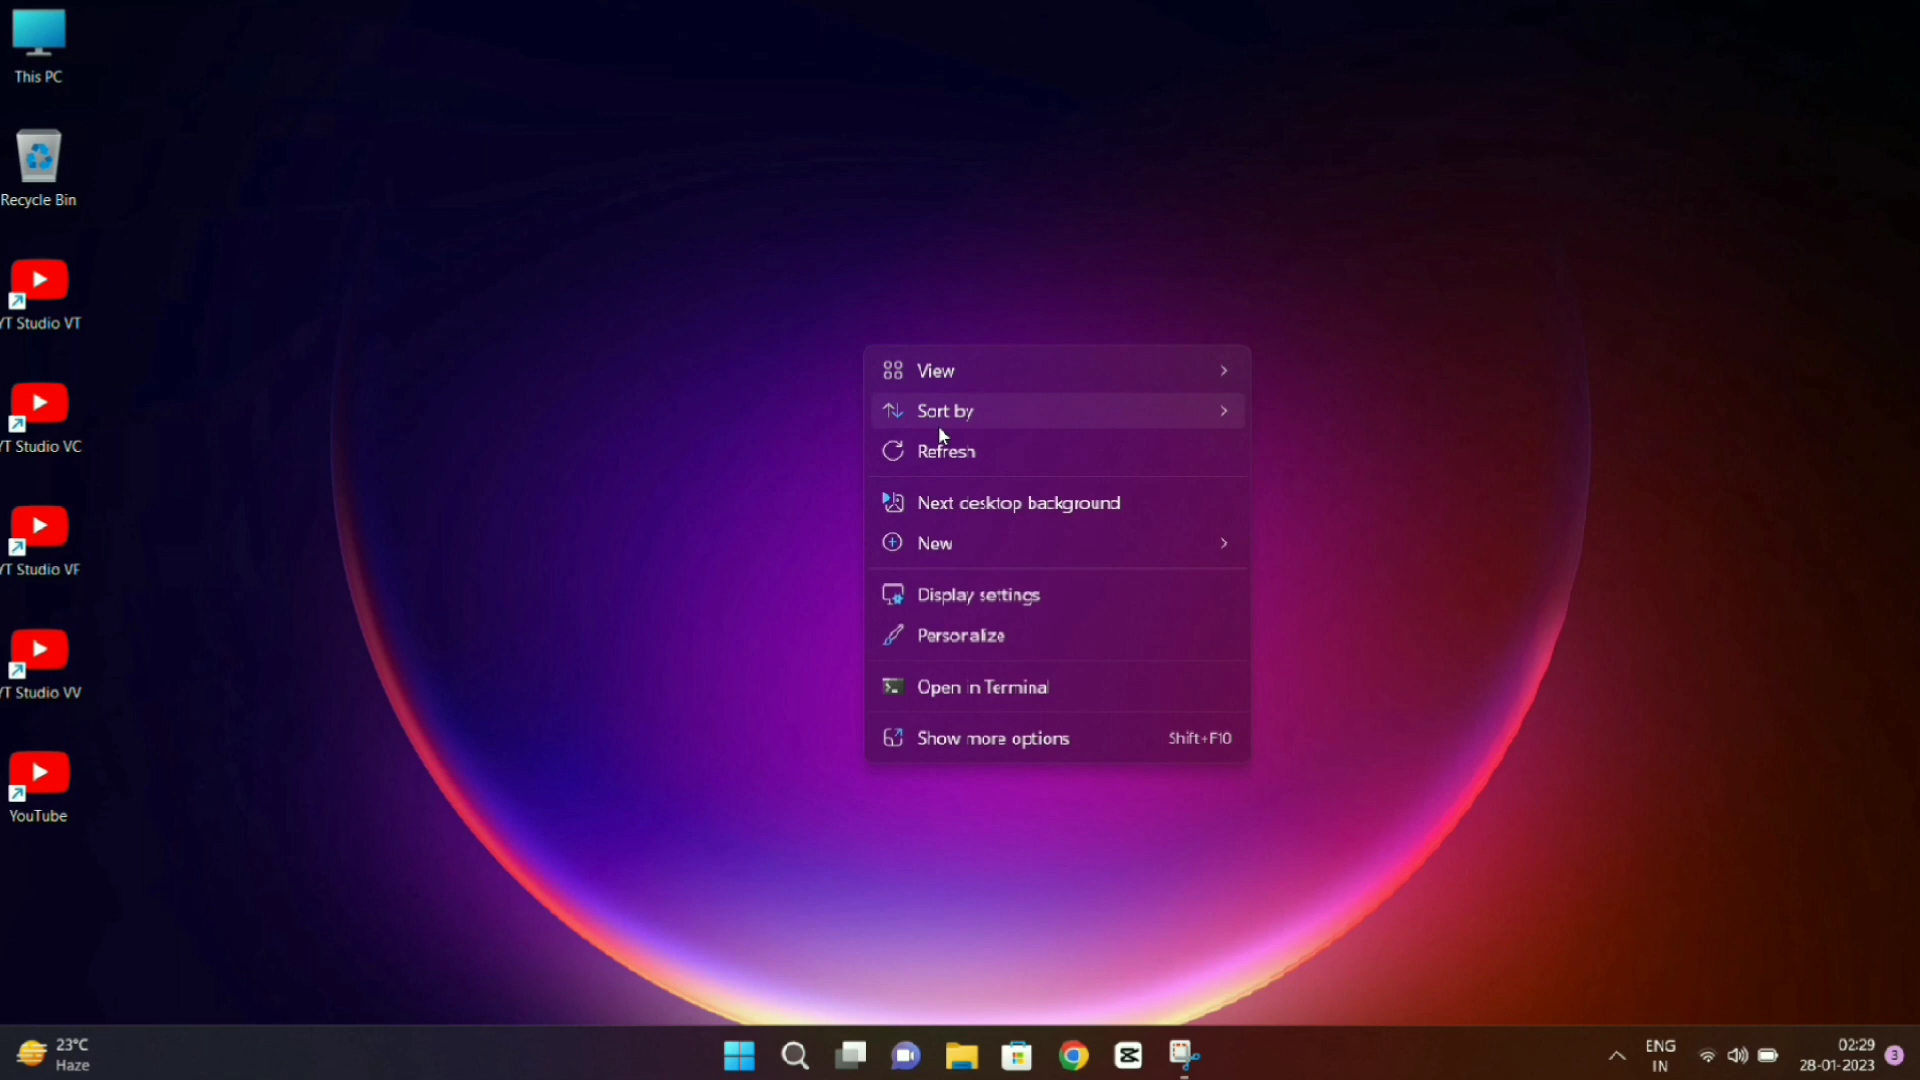 This PC
Recycle Bin
YT Studio VT
YT Studio VC
YT Studio VF
YT Studio VV
YouTube
View
Sort by
Refresh
Next desktop background
New
Display settings
Personalize
Open in Terminal
Show more options Shift+F10
23°C
Haze
ENG
IN
02:29
28-01-2023
3